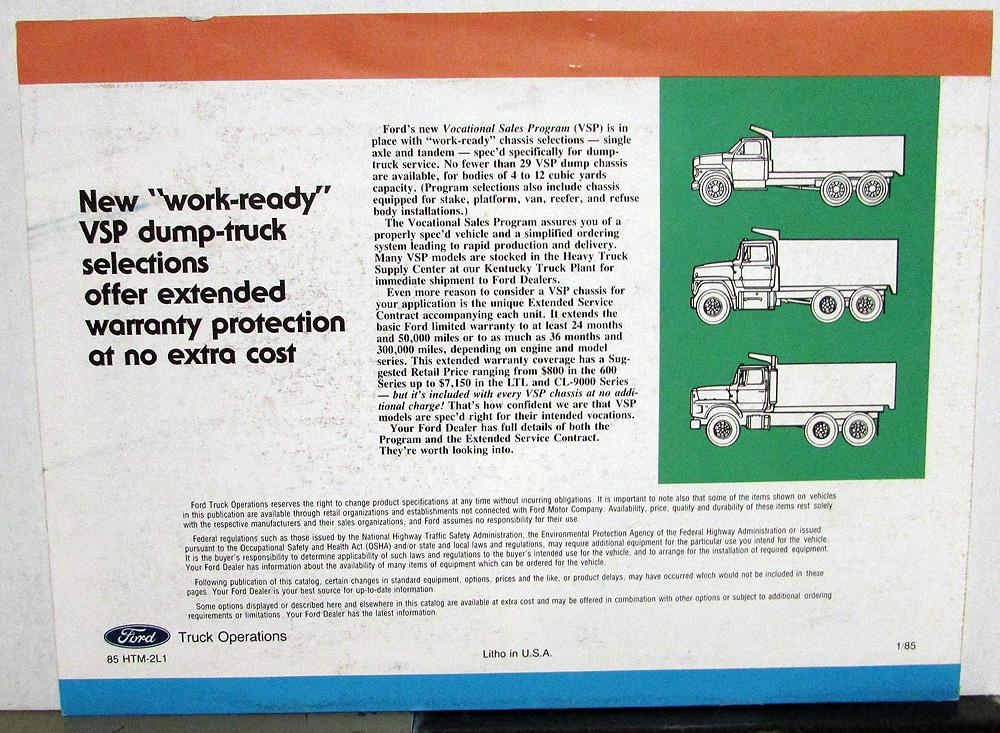 New "work-ready"
VSP dump-truck
selections
offer extended
warranty protection
at no extra cost
Ford's new Vocational Sales Program (VSP) is in
place with "work-ready" chassis selections — single
axle and tandem — spec'd specifically for dump-
truck service. No fewer than 29 VSP dump chassis
are available, for bodies of 4 to 12 cubic yards
capacity. (Program selections also include chassis
equipped for stake, platform, van, reefer, and refuse
body installations.)
The Vocational Sales Program assures you of a
properly spec'd vehicle and a simplified ordering
system leading to rapid production and delivery.
Many VSP models are stocked in the Heavy Truck
Supply Center at our Kentucky Truck Plant for
immediate shipment to Ford Dealers.
Even more reason to consider a VSP chassis for
your application is the unique Extended Service
Contract accompanying each unit. It extends the
basic Ford limited warranty to at least 24 months
and 50,000 miles or to as much as 36 months and
300,000 miles, depending on engine and model
series. This extended warranty coverage has a Sug-
gested Retail Price ranging from $800 in the 600
Series up to $7,150 in the LTL and CL-9000 Series
— but it's included with every VSP chassis at no addi-
tional charge! That's how confident we are that VSP
models are spec'd right for their intended vocations.
Your Ford Dealer has full details of both the
Program and the Extended Service Contract.
They're worth looking into.
Ford Truck Operations reserves the right to change product specifications at any time without incurring obligations. It is important to note also that some of the items shown on vehicles
in this publication are available through retail organizations and establishments not connected with Ford Motor Company. Availability, price, quality and durability of these items rest solely
with the respective manufacturers and their sales organizations, and Ford assumes no responsibility for their use.
Federal regulations such as those issued by the National Highway Traffic Safety Administration, the Environmental Protection Agency of the Federal Highway Administration or issued
pursuant to the Occupational Safety and Health Act (OSHA) and/or state and local laws and regulations, may require additional equipment for the particular use you intend for the vehicle.
It is the buyer's responsibility to determine applicability of such laws and regulations to the buyer's intended use for the vehicle, and to arrange for the installation of required equipment.
Your Ford Dealer has information about the availability of many items of equipment which can be ordered for the vehicle.
Following publication of this catalog, certain changes in standard equipment, options, prices and the like, or product delays, may have occurred which would not be included in these
pages. Your Ford Dealer is your best source for up-to-date information.
Some options displayed or described here and elsewhere in this catalog are available at extra cost and may be offered in combination with other options or subject to additional ordering
requirements or limitations. Your Ford Dealer has the latest information.
Ford Truck Operations
85 HTM-2L1
Litho in U.S.A.
1/85